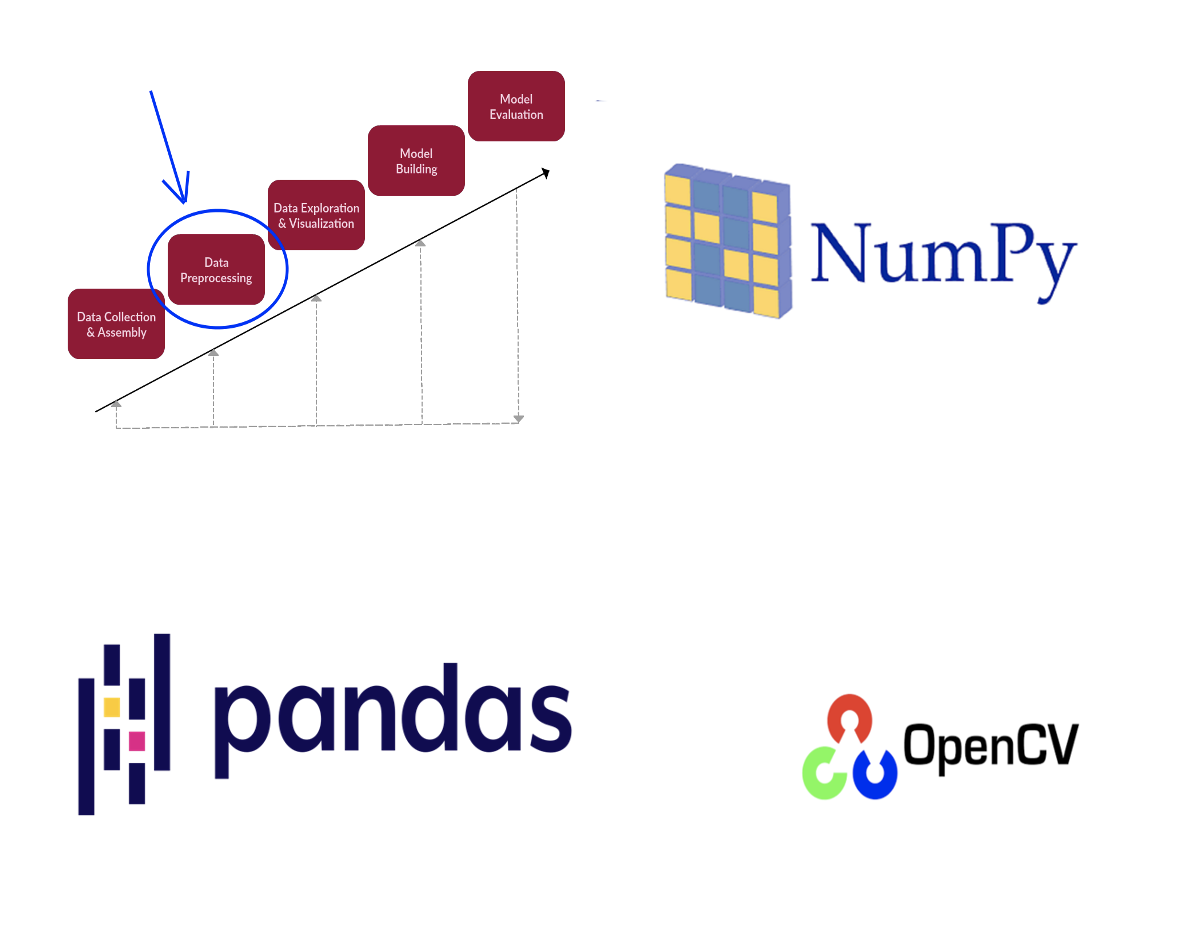 Model
Evaluation
Model
Building
Data Exploration
& Visualization
Data
Preprocessing
Data Collection
& Assembly
NumPy
pandas
OpenCV